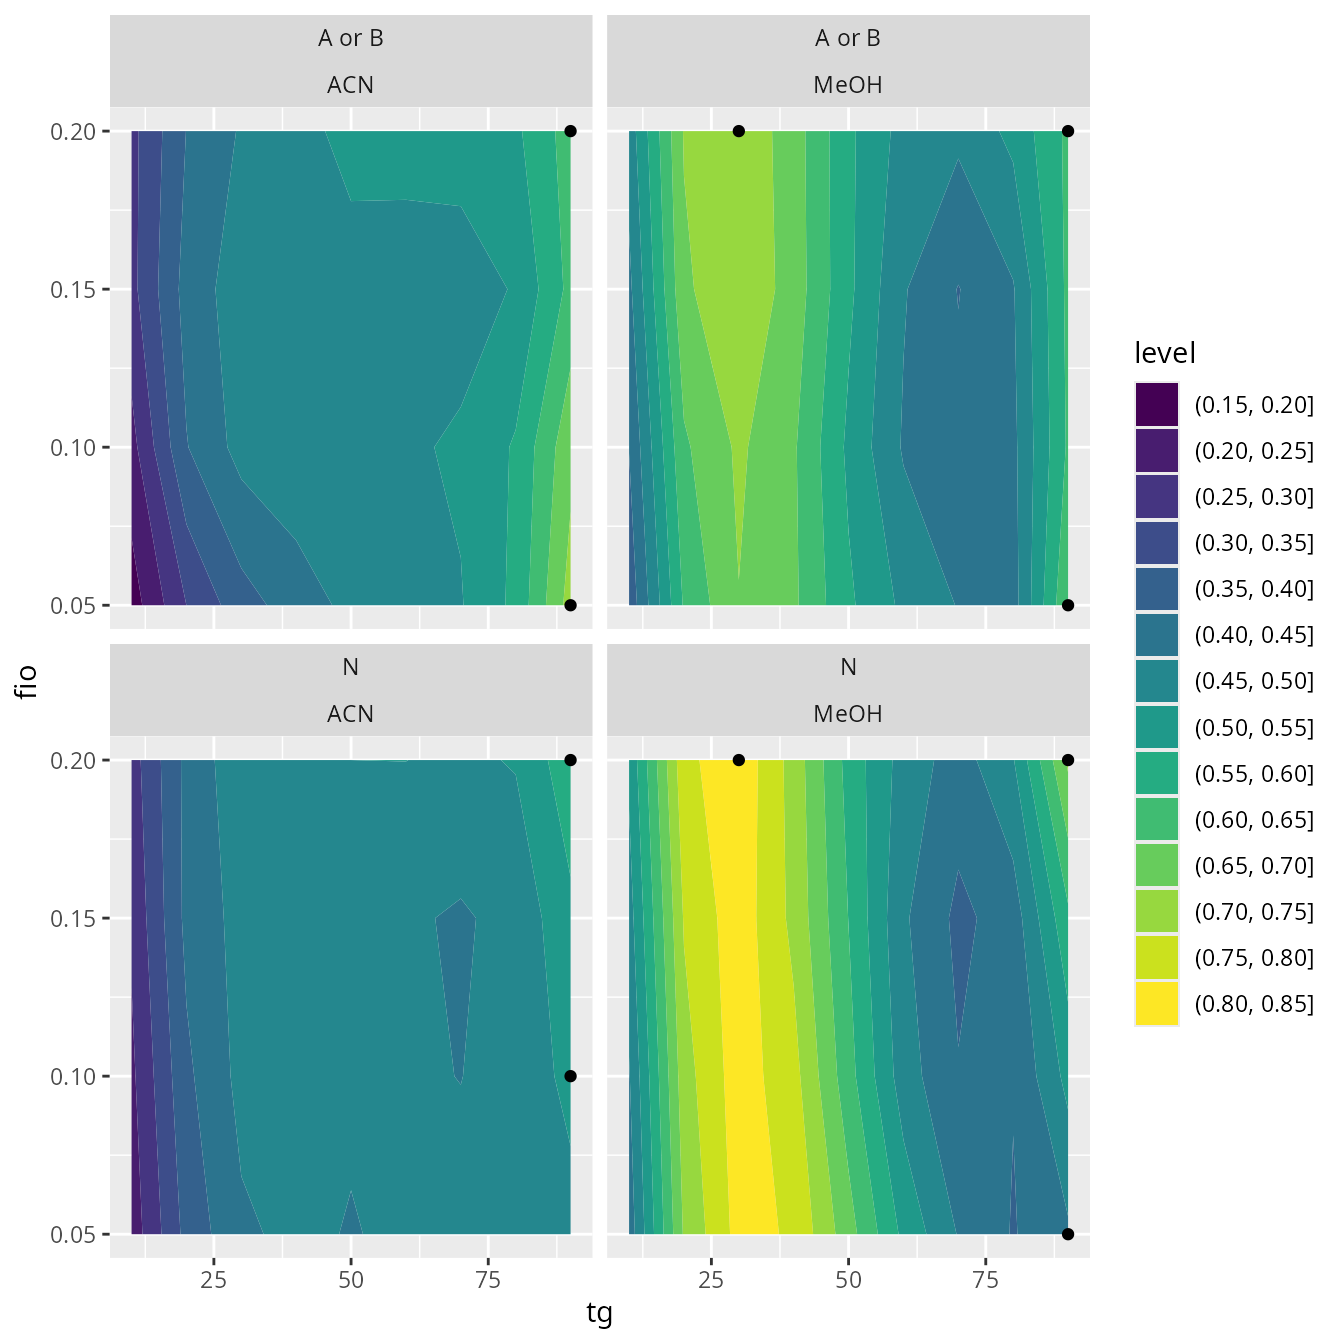 A or B
ACN
A or B
MeOH
0.20
0.15
0.10
0.05
N
ACN
N
MeOH
0.20
0.15
0.10
0.05
25
50
75
25
50
75
tg
fio
level
(0.15, 0.20]
(0.20, 0.25]
(0.25, 0.30]
(0.30, 0.35]
(0.35, 0.40]
(0.40, 0.45]
(0.45, 0.50]
(0.50, 0.55]
(0.55, 0.60]
(0.60, 0.65]
(0.65, 0.70]
(0.70, 0.75]
(0.75, 0.80]
(0.80, 0.85]